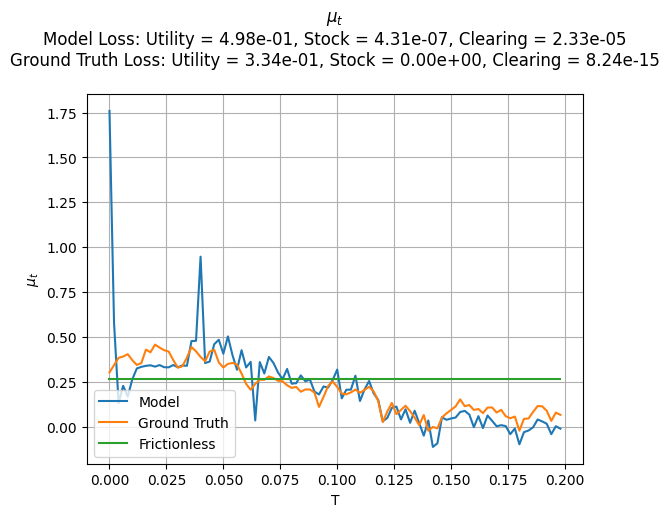 μt
Model Loss: Utility = 4.98e-01, Stock = 4.31e-07, Clearing = 2.33e-05
Ground Truth Loss: Utility = 3.34e-01, Stock = 0.00e+00, Clearing = 8.24e-15
1.75
1.50
1.25
1.00
0.75
0.50
0.25
0.00
μt
Model
Ground Truth
Frictionless
0.000 0.025 0.050 0.075 0.100 0.125 0.150 0.175 0.200
T